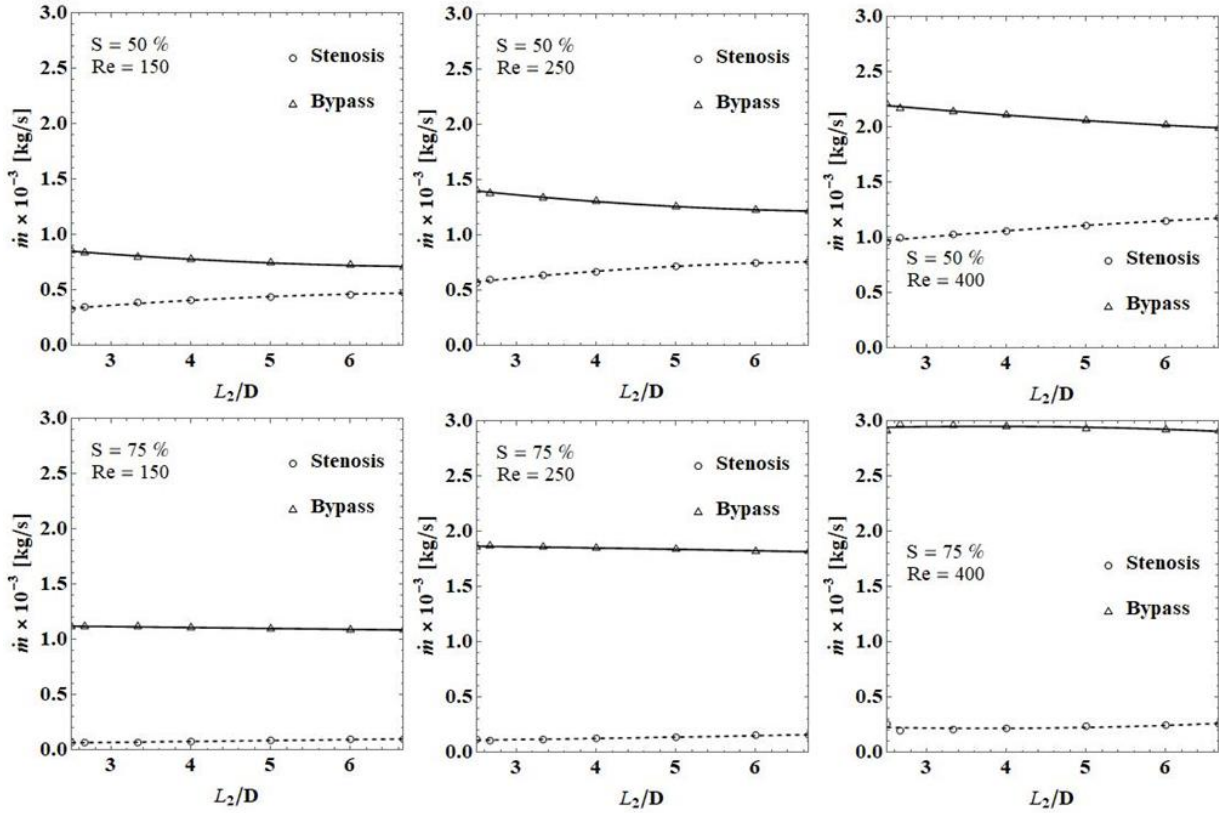 3.0
2.5
2.0
1.5
1.0
0.5
0.0
ṁ × 10⁻³ [kg/s]
S = 50 %
Re = 150
Stenosis
Bypass
3 4 5 6
L₂/D
3.0
2.5
2.0
1.5
1.0
0.5
0.0
ṁ × 10⁻³ [kg/s]
S = 50 %
Re = 250
Stenosis
Bypass
3 4 5 6
L₂/D
3.0
2.5
2.0
1.5
1.0
0.5
0.0
ṁ × 10⁻³ [kg/s]
S = 50 %
Re = 400
Stenosis
Bypass
3 4 5 6
L₂/D
3.0
2.5
2.0
1.5
1.0
0.5
0.0
ṁ × 10⁻³ [kg/s]
S = 75 %
Re = 150
Stenosis
Bypass
3 4 5 6
L₂/D
3.0
2.5
2.0
1.5
1.0
0.5
0.0
ṁ × 10⁻³ [kg/s]
S = 75 %
Re = 250
Stenosis
Bypass
3 4 5 6
L₂/D
3.0
2.5
2.0
1.5
1.0
0.5
0.0
ṁ × 10⁻³ [kg/s]
S = 75 %
Re = 400
Stenosis
Bypass
3 4 5 6
L₂/D